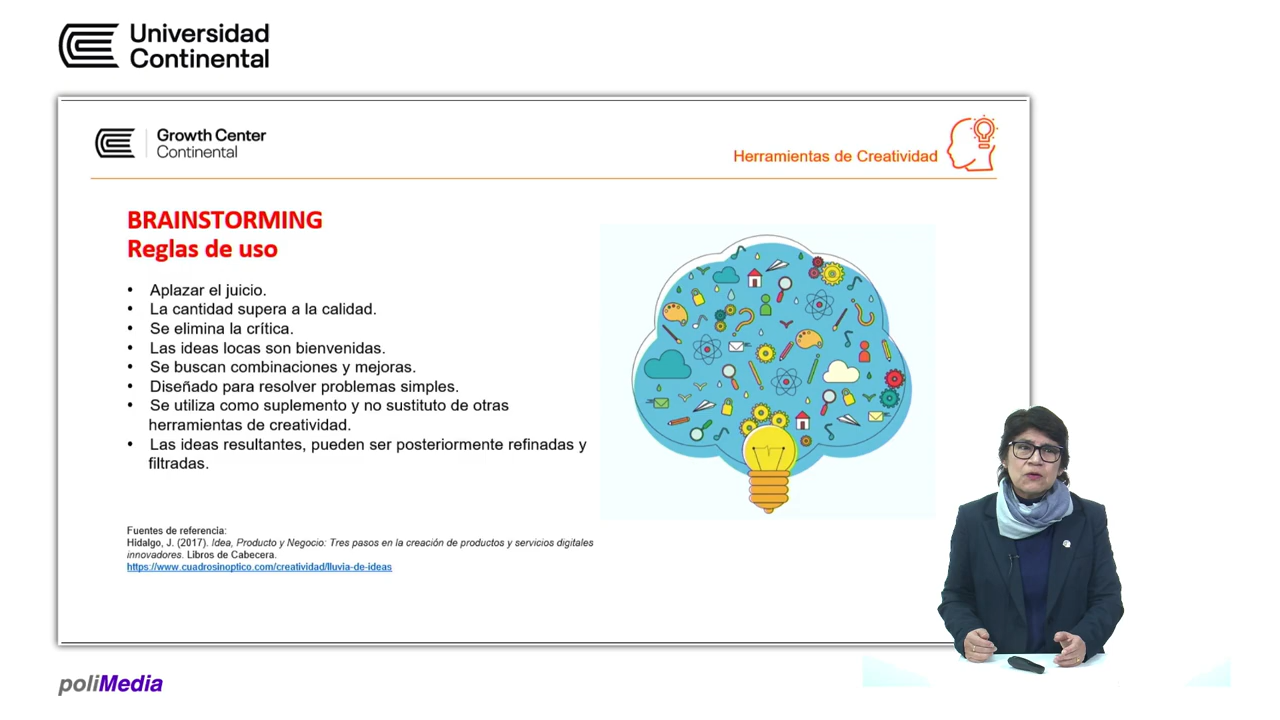 Universidad
Continental
Growth Center
Continental
Herramientas de Creatividad
BRAINSTORMING
Reglas de uso
• Aplazar el juicio.
• La cantidad supera a la calidad.
• Se elimina la crítica.
• Las ideas locas son bienvenidas.
• Se buscan combinaciones y mejoras.
• Diseñado para resolver problemas simples.
• Se utiliza como suplemento y no sustituto de otras
herramientas de creatividad.
• Las ideas resultantes, pueden ser posteriormente refinadas y
filtradas.
Fuentes de referencia:
Hidalgo, J. (2017). Idea, Producto y Negocio: Tres pasos en la creación de productos y servicios digitales
innovadores. Libros de Cabecera.
https://www.cuadrosinoptico.com/creatividad/lluvia-de-ideas
poliMedia